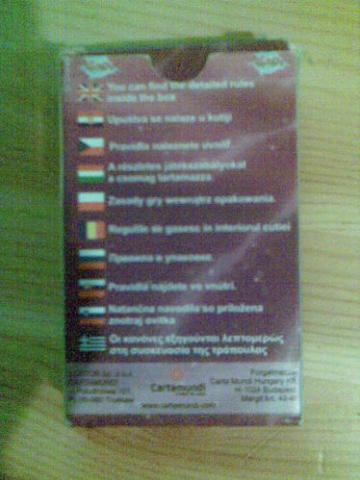 You can find the detailed rules
inside the box
Uputstva se nalaze u kutiji
Pravidla naleznete uvnitř
A részletes játékszabályokat
a csomag tartalmazza
Zasady gry wewnątrz opakowania.
Regulile se gasesc in interiorul cutiei
Правила в упаковке.
Pravidlá nájdete vo vnútri.
Natančna navodila so priložena
znotraj ovitka
Οι κανόνες εξηγούνται λεπτομερώς
στη συσκευασία της τράπουλας
Cartamundi
www.cartamundi.com
Forgalmazza:
Carta Mundi Hungary Kft.
H-1024 Budapest
Margit krt.